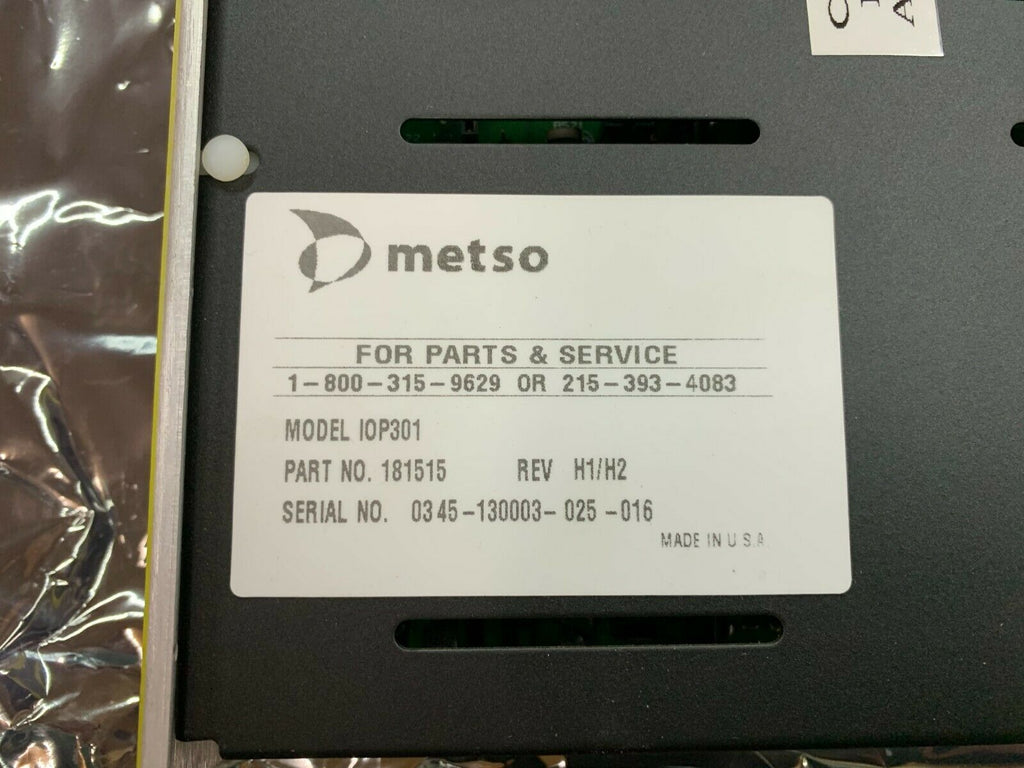 metso
FOR PARTS & SERVICE
1-800-315-9629 OR 215-393-4083
MODEL IOP301
PART NO. 181515 REV H1/H2
SERIAL NO. 0345-130003-025-016
MADE IN U S.A.